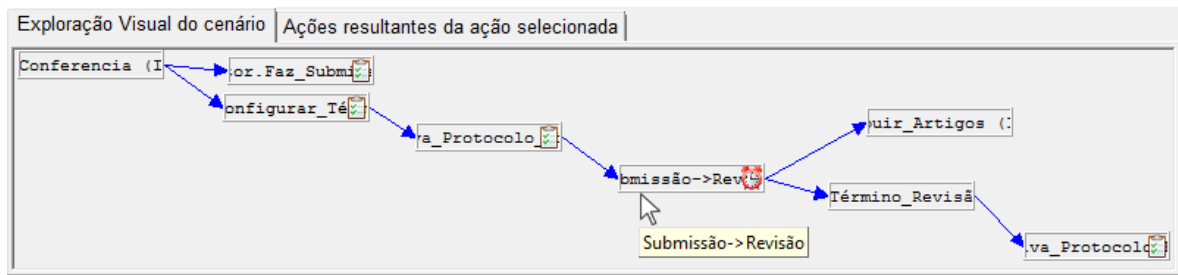 Exploração Visual do cenário
Ações resultantes da ação selecionada
Conferencia (I
or.Faz_Submi
onfigurar_Té
va_Protocolo_
bmissão->Rev
uir_Artigos (
Término_Revisã
Submissão->Revisão
va_Protocolo